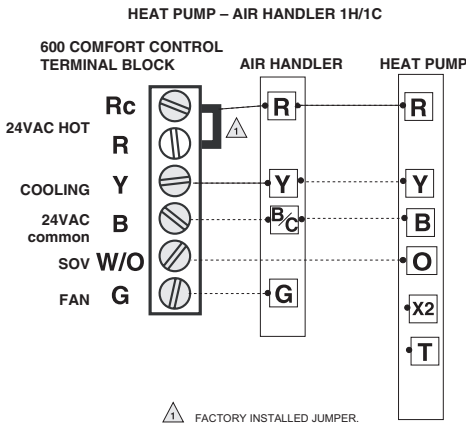 HEAT PUMP – AIR HANDLER 1H/1C
600 COMFORT CONTROL
TERMINAL BLOCK
AIR HANDLER
HEAT PUMP
24VAC HOT
Rc
R
R
R
1
COOLING
Y
Y
Y
24VAC
common
B
B/C
B
SOV
W/O
O
FAN
G
G
X2
T
1
FACTORY INSTALLED JUMPER.